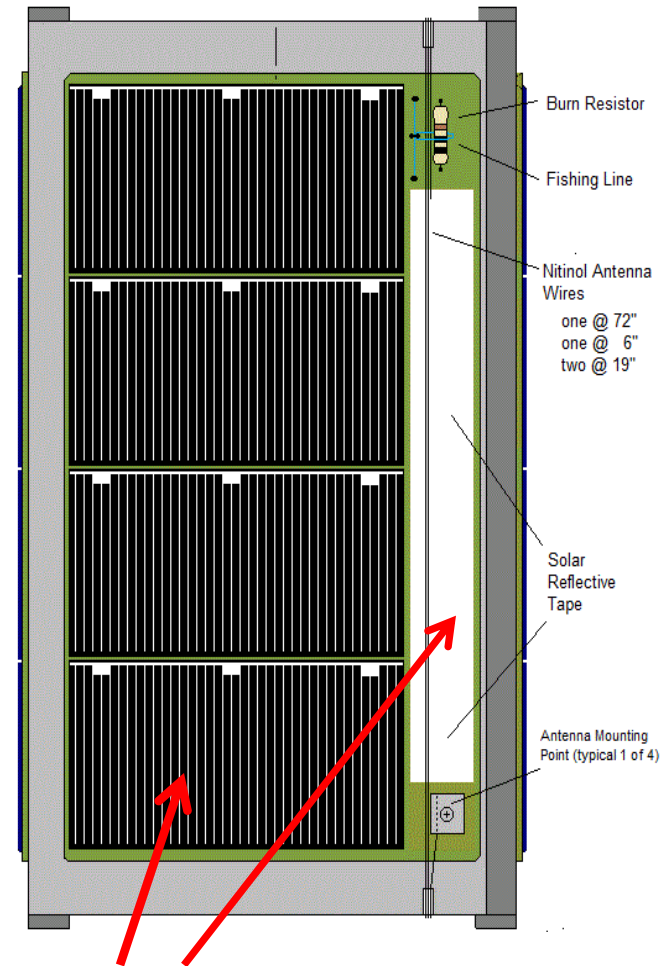 Burn Resistor
Fishing Line
Nitinol Antenna
Wires
one @ 72"
one @ 6"
two @ 19"
Solar
Reflective
Tape
Antenna Mounting
Point (typical 1 of 4)